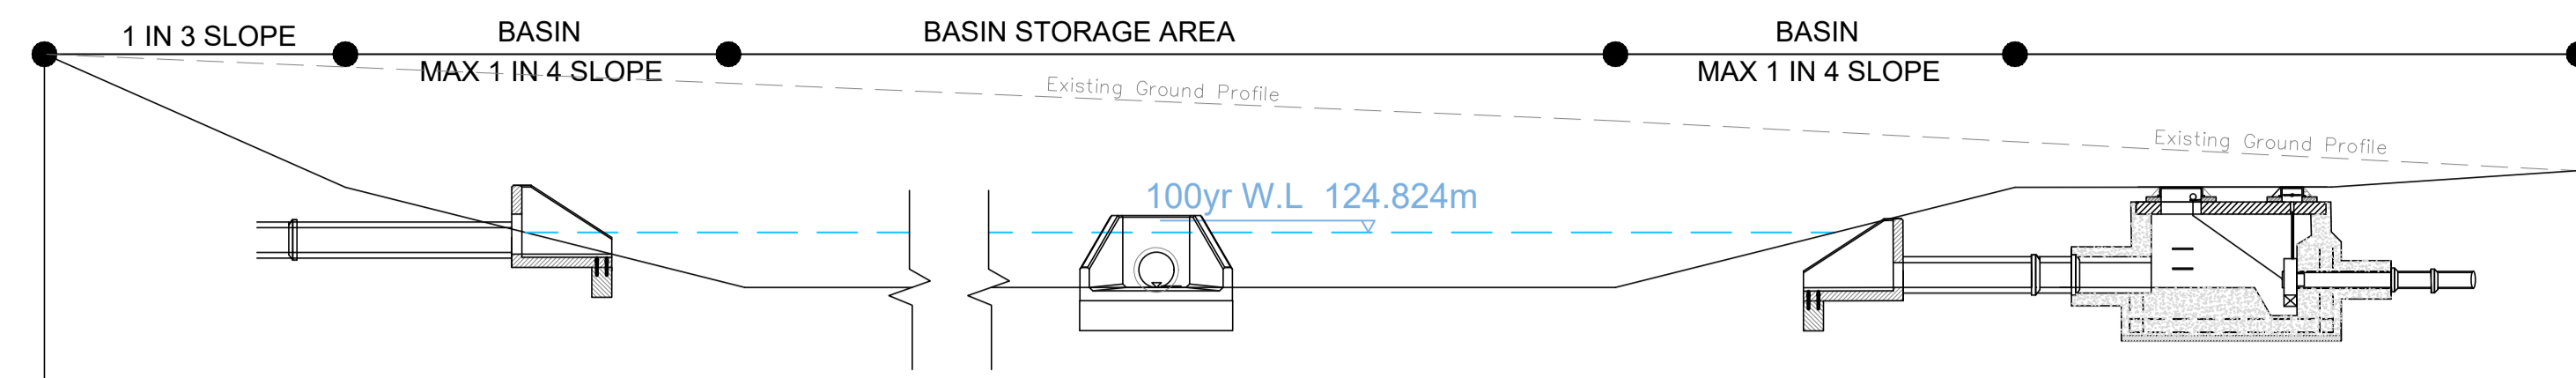 1 IN 3 SLOPE
BASIN
MAX 1 IN 4 SLOPE
BASIN STORAGE AREA
BASIN
MAX 1 IN 4 SLOPE
Existing Ground Profile
Existing Ground Profile
100yr W.L 124.824m